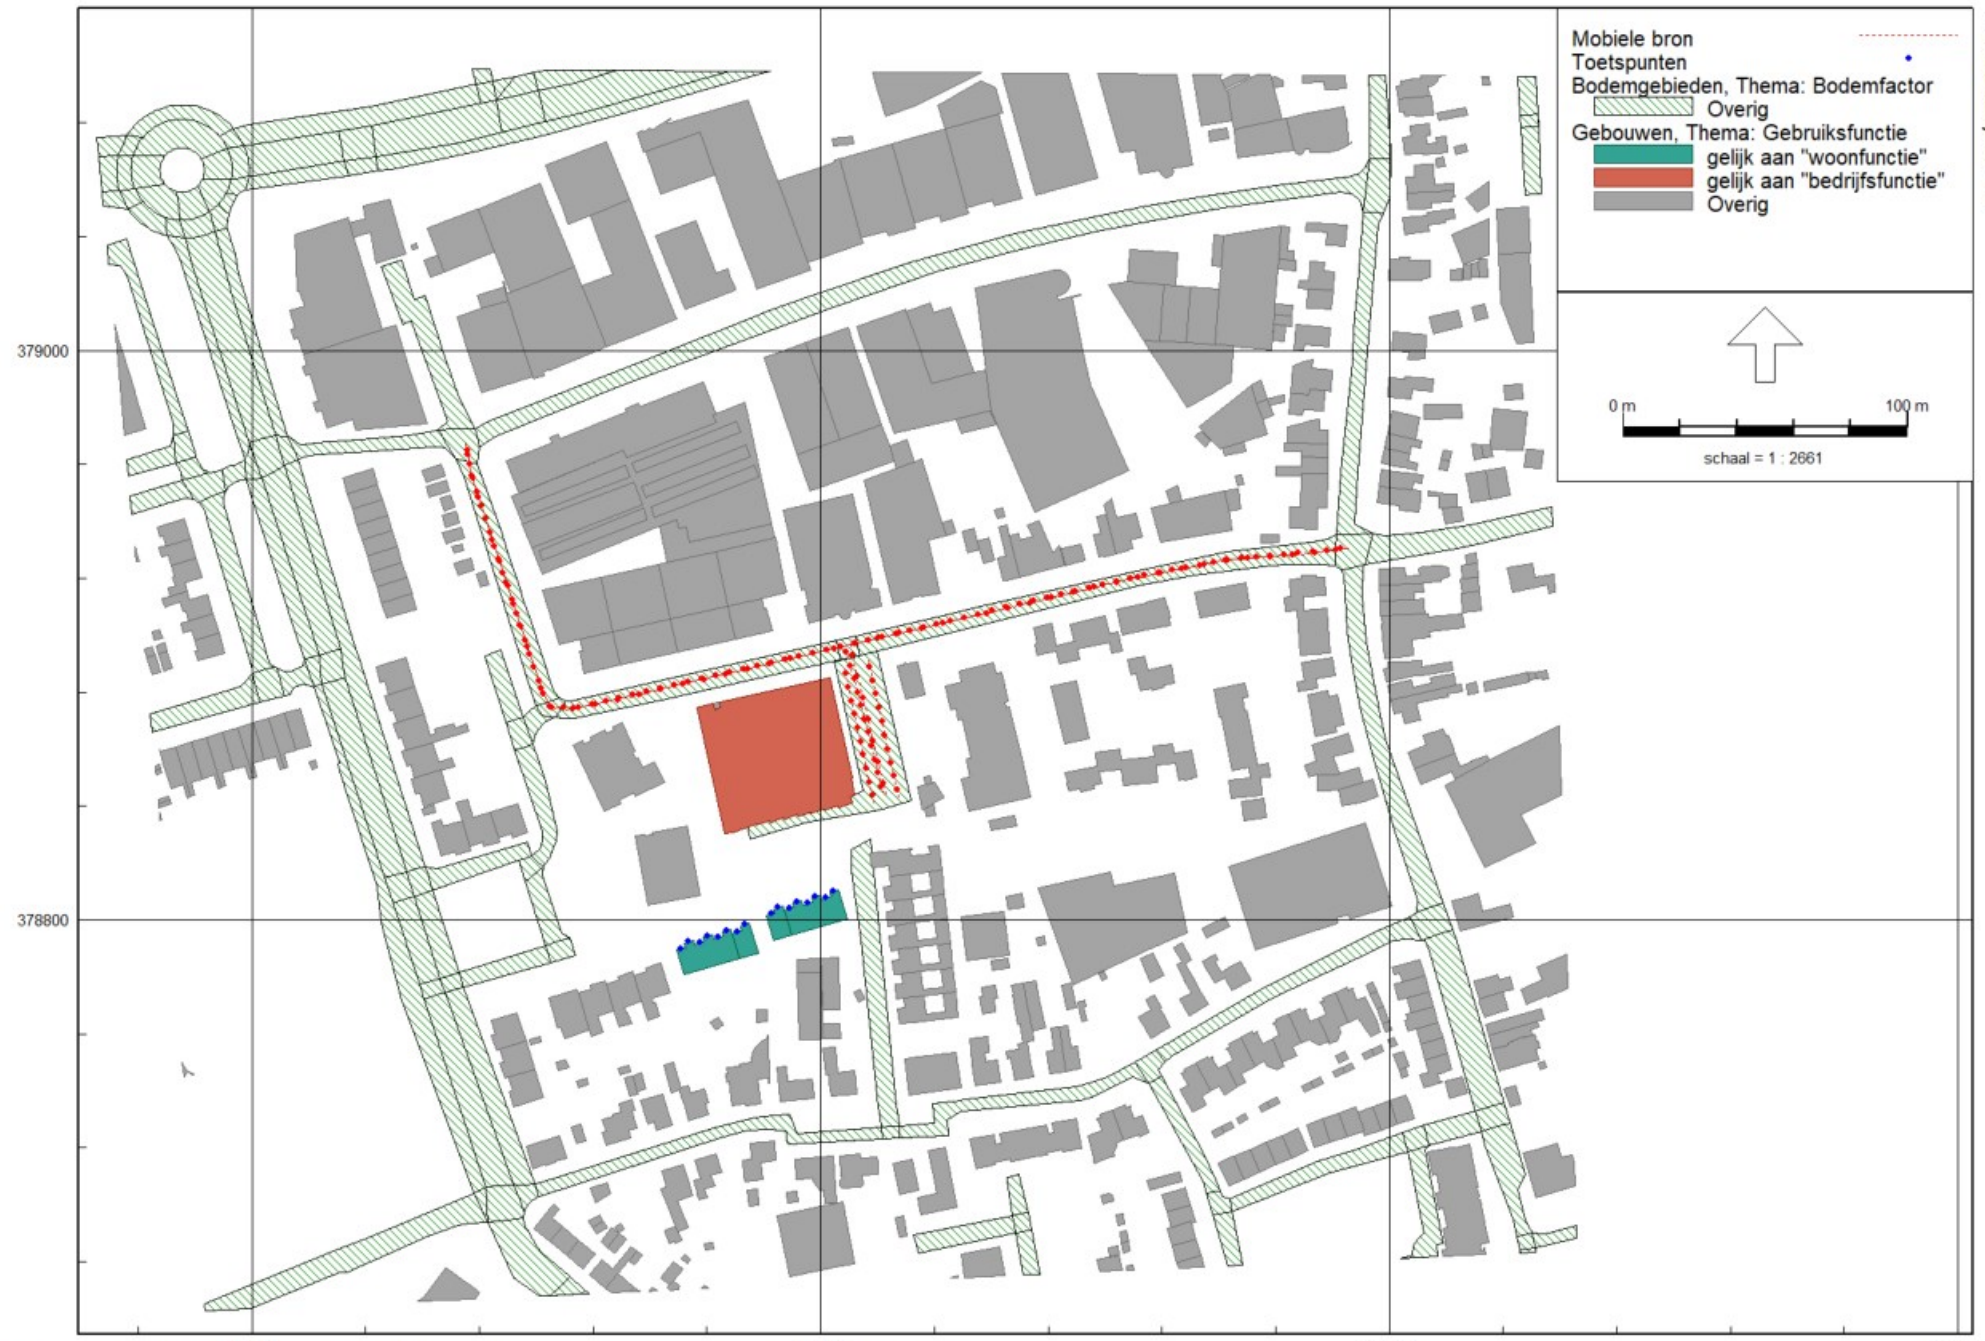 Mobiele bron
Toetspunten
Bodemgebieden, Thema: Bodemfactor
Overig
Gebouwen, Thema: Gebruiksfunctie
gelijk aan "woonfunctie"
gelijk aan "bedrijfsfunctie"
Overig
379000
0 m 100 m
schaal = 1 : 2661
378800